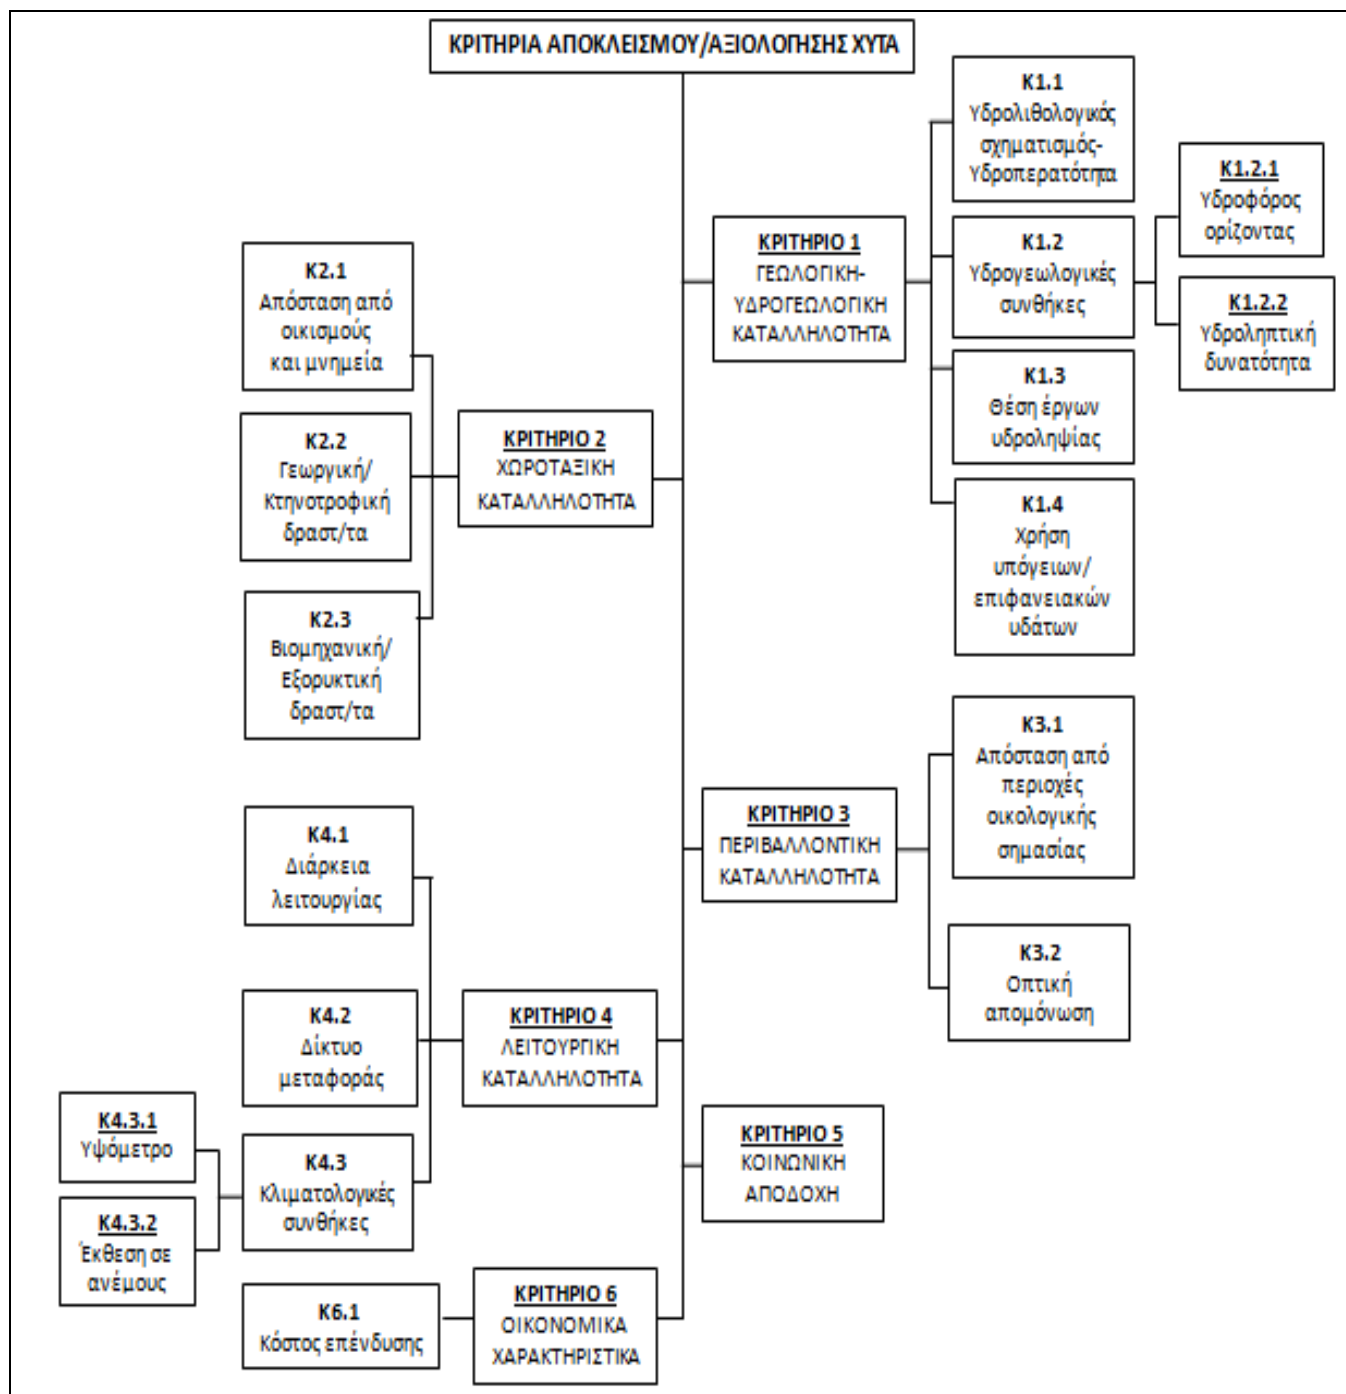 ΚΡΙΤΗΡΙΑ ΑΠΟΚΛΕΙΣΜΟΥ/ΑΞΙΟΛΟΓΗΣΗΣ ΧΥΤΑ
ΚΡΙΤΗΡΙΟ 1
ΓΕΩΛΟΓΙΚΗ-
ΥΔΡΟΓΕΩΛΟΓΙΚΗ
ΚΑΤΑΛΛΗΛΟΤΗΤΑ
Κ1.1
Υδρολιθολογικός
σχηματισμός-
Υδροπερατότητα
Κ1.2
Υδρογεωλογικές
συνθήκες
Κ1.2.1
Υδροφόρος
ορίζοντας
Κ1.2.2
Υδροληπτική
δυνατότητα
Κ1.3
Θέση έργων
υδροληψίας
Κ1.4
Χρήση
υπόγειων/
επιφανειακών
υδάτων
ΚΡΙΤΗΡΙΟ 2
ΧΩΡΟΤΑΞΙΚΗ
ΚΑΤΑΛΛΗΛΟΤΗΤΑ
Κ2.1
Απόσταση από
οικισμούς
και μνημεία
Κ2.2
Γεωργική/
Κτηνοτροφική
δραστ/τα
Κ2.3
Βιομηχανική/
Εξορυκτική
δραστ/τα
ΚΡΙΤΗΡΙΟ 3
ΠΕΡΙΒΑΛΛΟΝΤΙΚΗ
ΚΑΤΑΛΛΗΛΟΤΗΤΑ
Κ3.1
Απόσταση από
περιοχές
οικολογικής
σημασίας
Κ3.2
Οπτική
απομόνωση
ΚΡΙΤΗΡΙΟ 4
ΛΕΙΤΟΥΡΓΙΚΗ
ΚΑΤΑΛΛΗΛΟΤΗΤΑ
Κ4.1
Διάρκεια
λειτουργίας
Κ4.2
Δίκτυο
μεταφοράς
Κ4.3
Κλιματολογικές
συνθήκες
Κ4.3.1
Υψόμετρο
Κ4.3.2
Έκθεση σε
ανέμους
ΚΡΙΤΗΡΙΟ 5
ΚΟΙΝΩΝΙΚΗ
ΑΠΟΔΟΧΗ
ΚΡΙΤΗΡΙΟ 6
ΟΙΚΟΝΟΜΙΚΑ
ΧΑΡΑΚΤΗΡΙΣΤΙΚΑ
Κ6.1
Κόστος επένδυσης